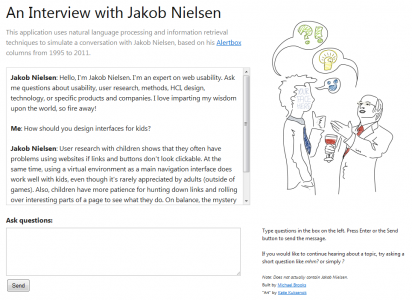 An Interview with Jakob Nielsen
This application uses natural language processing and information retrieval
techniques to simulate a conversation with Jakob Nielsen, based on his Alertbox
columns from 1995 to 2011.
Jakob Nielsen: Hello, I'm Jakob Nielsen. I'm an expert on web usability. Ask
me questions about usability, user research, methods, HCI, design,
technology, or specific products and companies. I love imparting my wisdom
upon the world, so fire away!
Me: How should you design interfaces for kids?
Jakob Nielsen: User research with children shows that they often have
problems using websites if links and buttons don't look clickable. At the
same time, using a virtual environment as a main navigation interface does
work well with kids, even though it's rarely appreciated by adults (outside of
games). Also, children have more patience for hunting down links and rolling
over interesting parts of a page to see what they do. On balance, the mystery
Ask questions:
Send
Type questions in the box on the left. Press Enter or the Send
button to send the message.
If you would like to continue hearing about a topic, try asking a
short question like mhm? or simply ?
Note: Does not actually contain Jakob Nielsen.
Built by Michael Brooks
"Art" by Katie Kuksenok